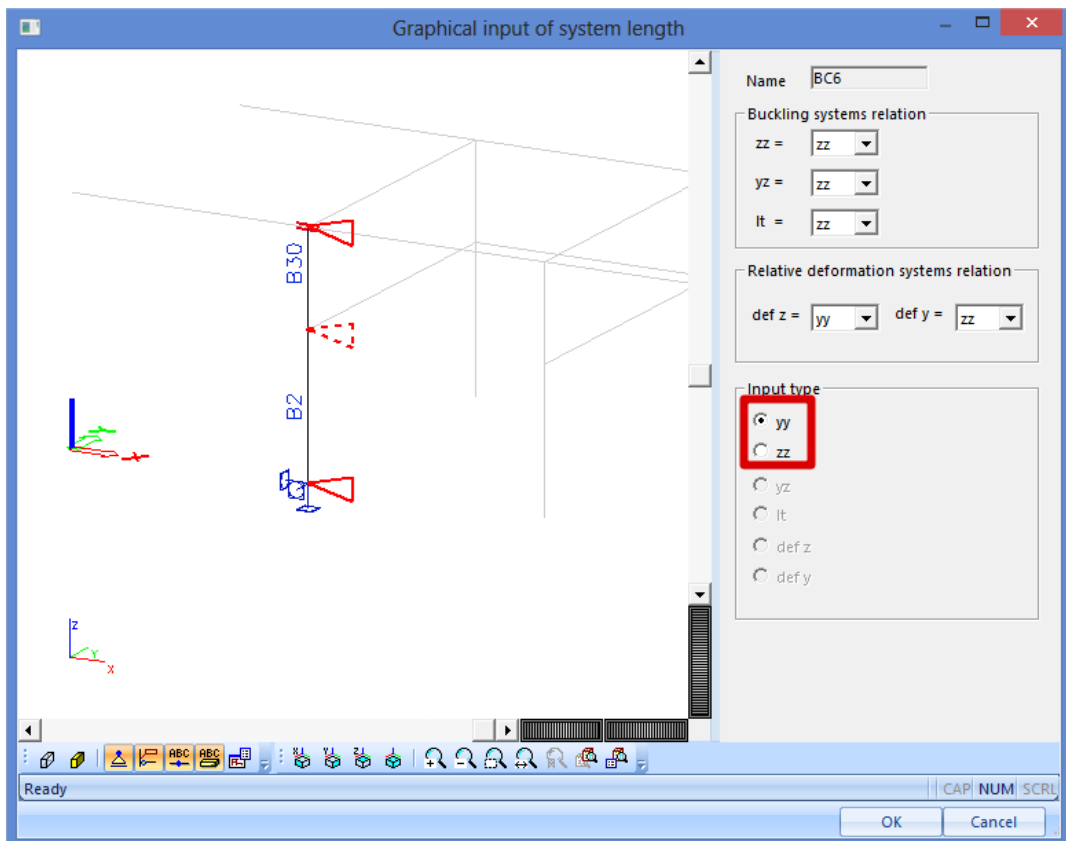 Graphical input of system length
Name BC6
Buckling systems relation
zz = zz
yz = zz
lt = zz
Relative deformation systems relation
def z = yy def y = zz
Input type
yy
zz
yz
lt
def z
def y
B30
B2
x
z
Y
x
ABC ABC
x Y z
Ready
CAP NUM SCRL
OK Cancel